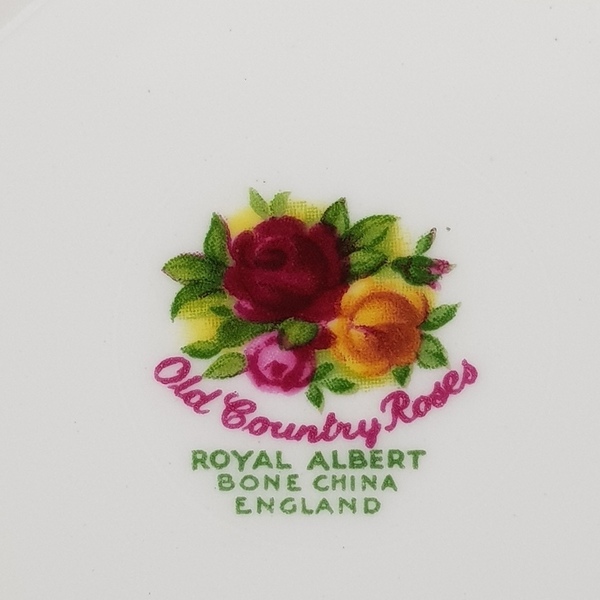 Old Country Roses
ROYAL ALBERT
BONE CHINA
ENGLAND